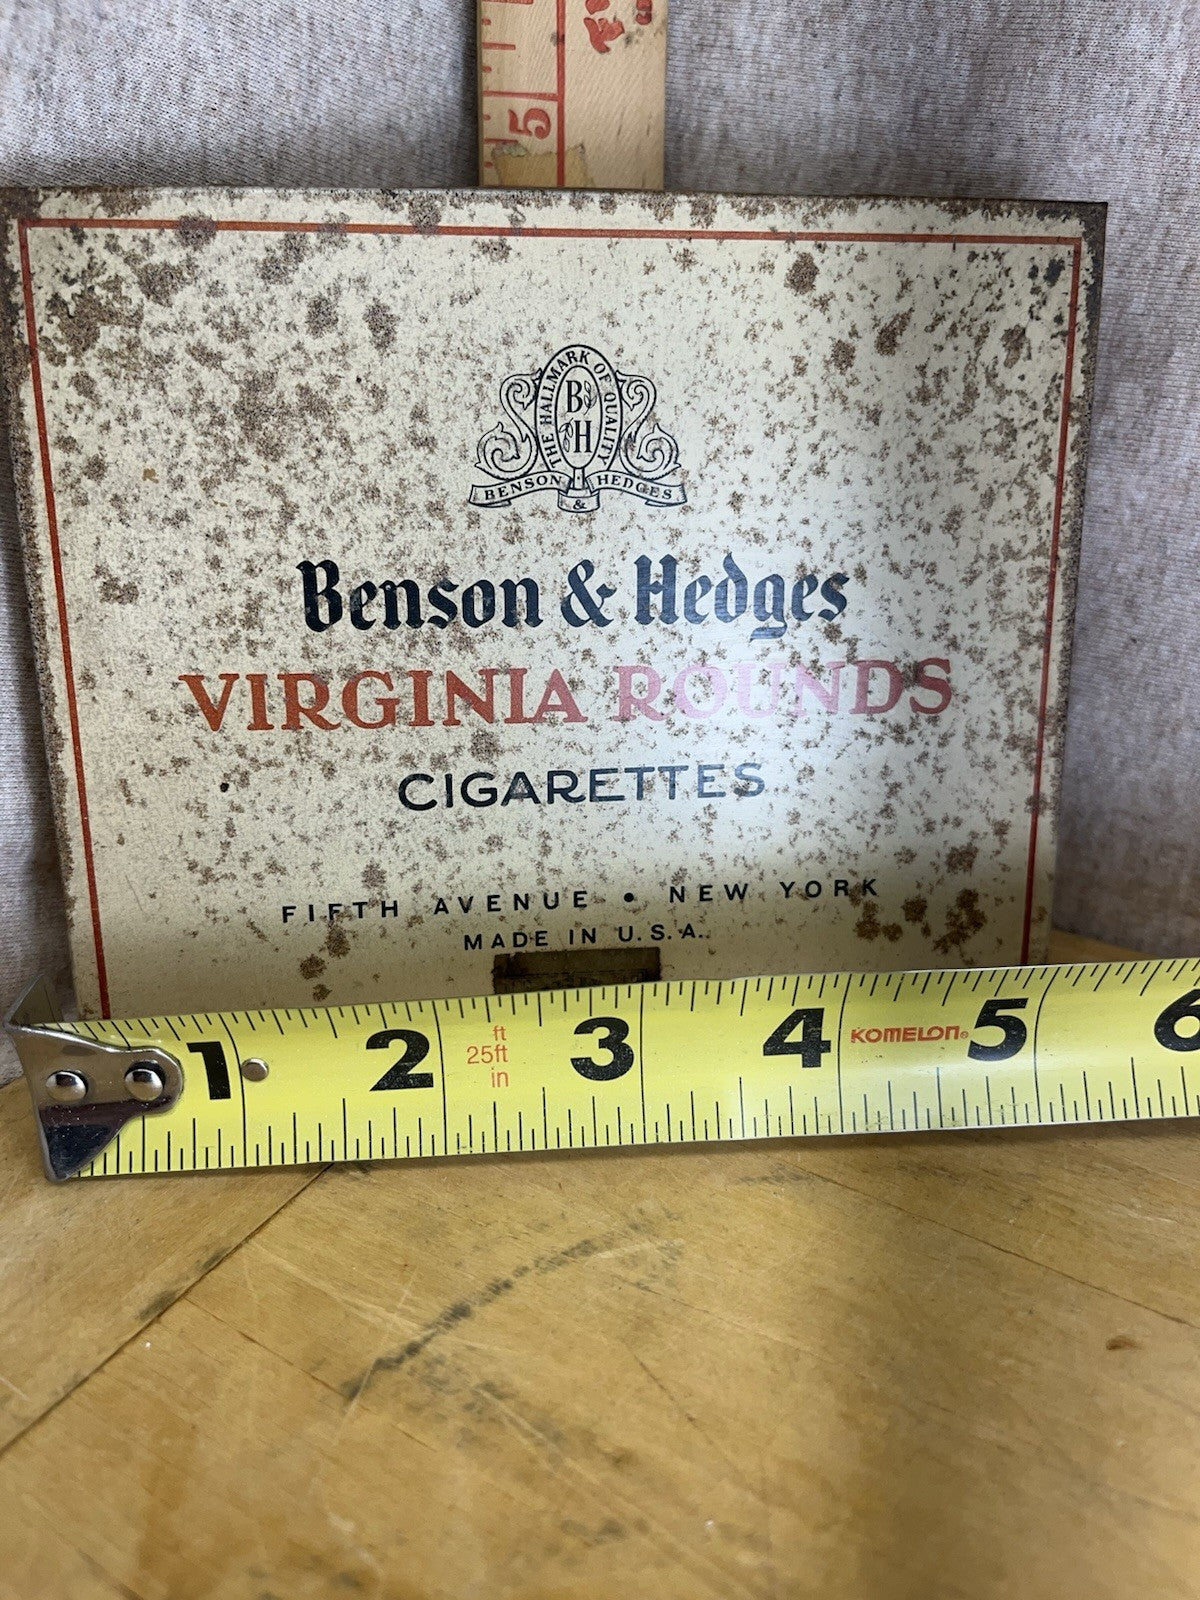 5
THE HALLMARK OF QUALITY
B
H
BENSON & HEDGES
Benson & Hedges
VIRGINIA ROUNDS
CIGARETTES
FIFTH AVENUE • NEW YORK
MADE IN U.S.A.
1 2 ft 25ft in 3 4 KOMELON® 5 6